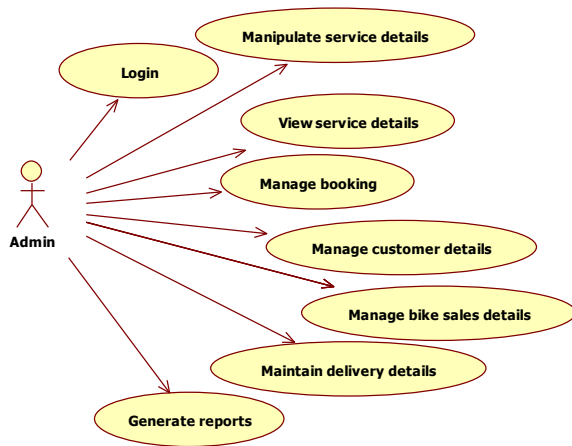 Manipulate service details
Login
View service details
Manage booking
Admin
Manage customer details
Manage bike sales details
Maintain delivery details
Generate reports